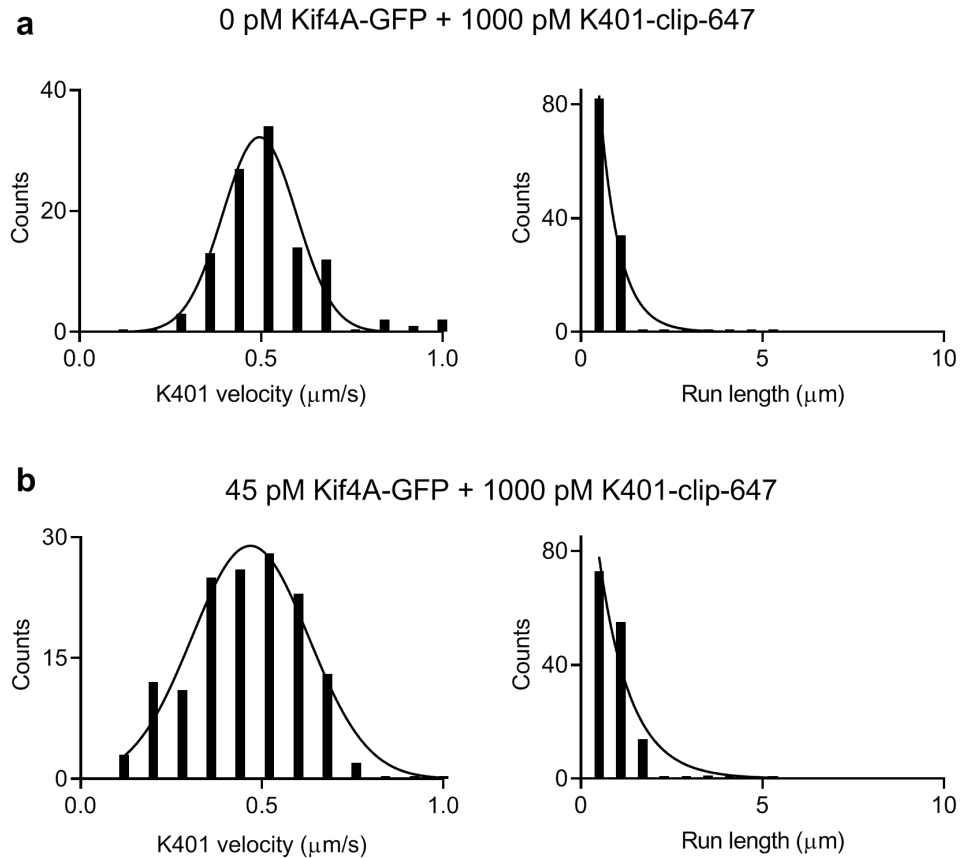 a
0 pM Kif4A-GFP + 1000 pM K401-clip-647
40
20
0
Counts
0.0
0.5
1.0
K401 velocity (μm/s)
80
40
0
Counts
0
5
10
Run length (μm)
b
45 pM Kif4A-GFP + 1000 pM K401-clip-647
30
15
0
Counts
0.0
0.5
1.0
K401 velocity (μm/s)
80
40
0
Counts
0
5
10
Run length (μm)